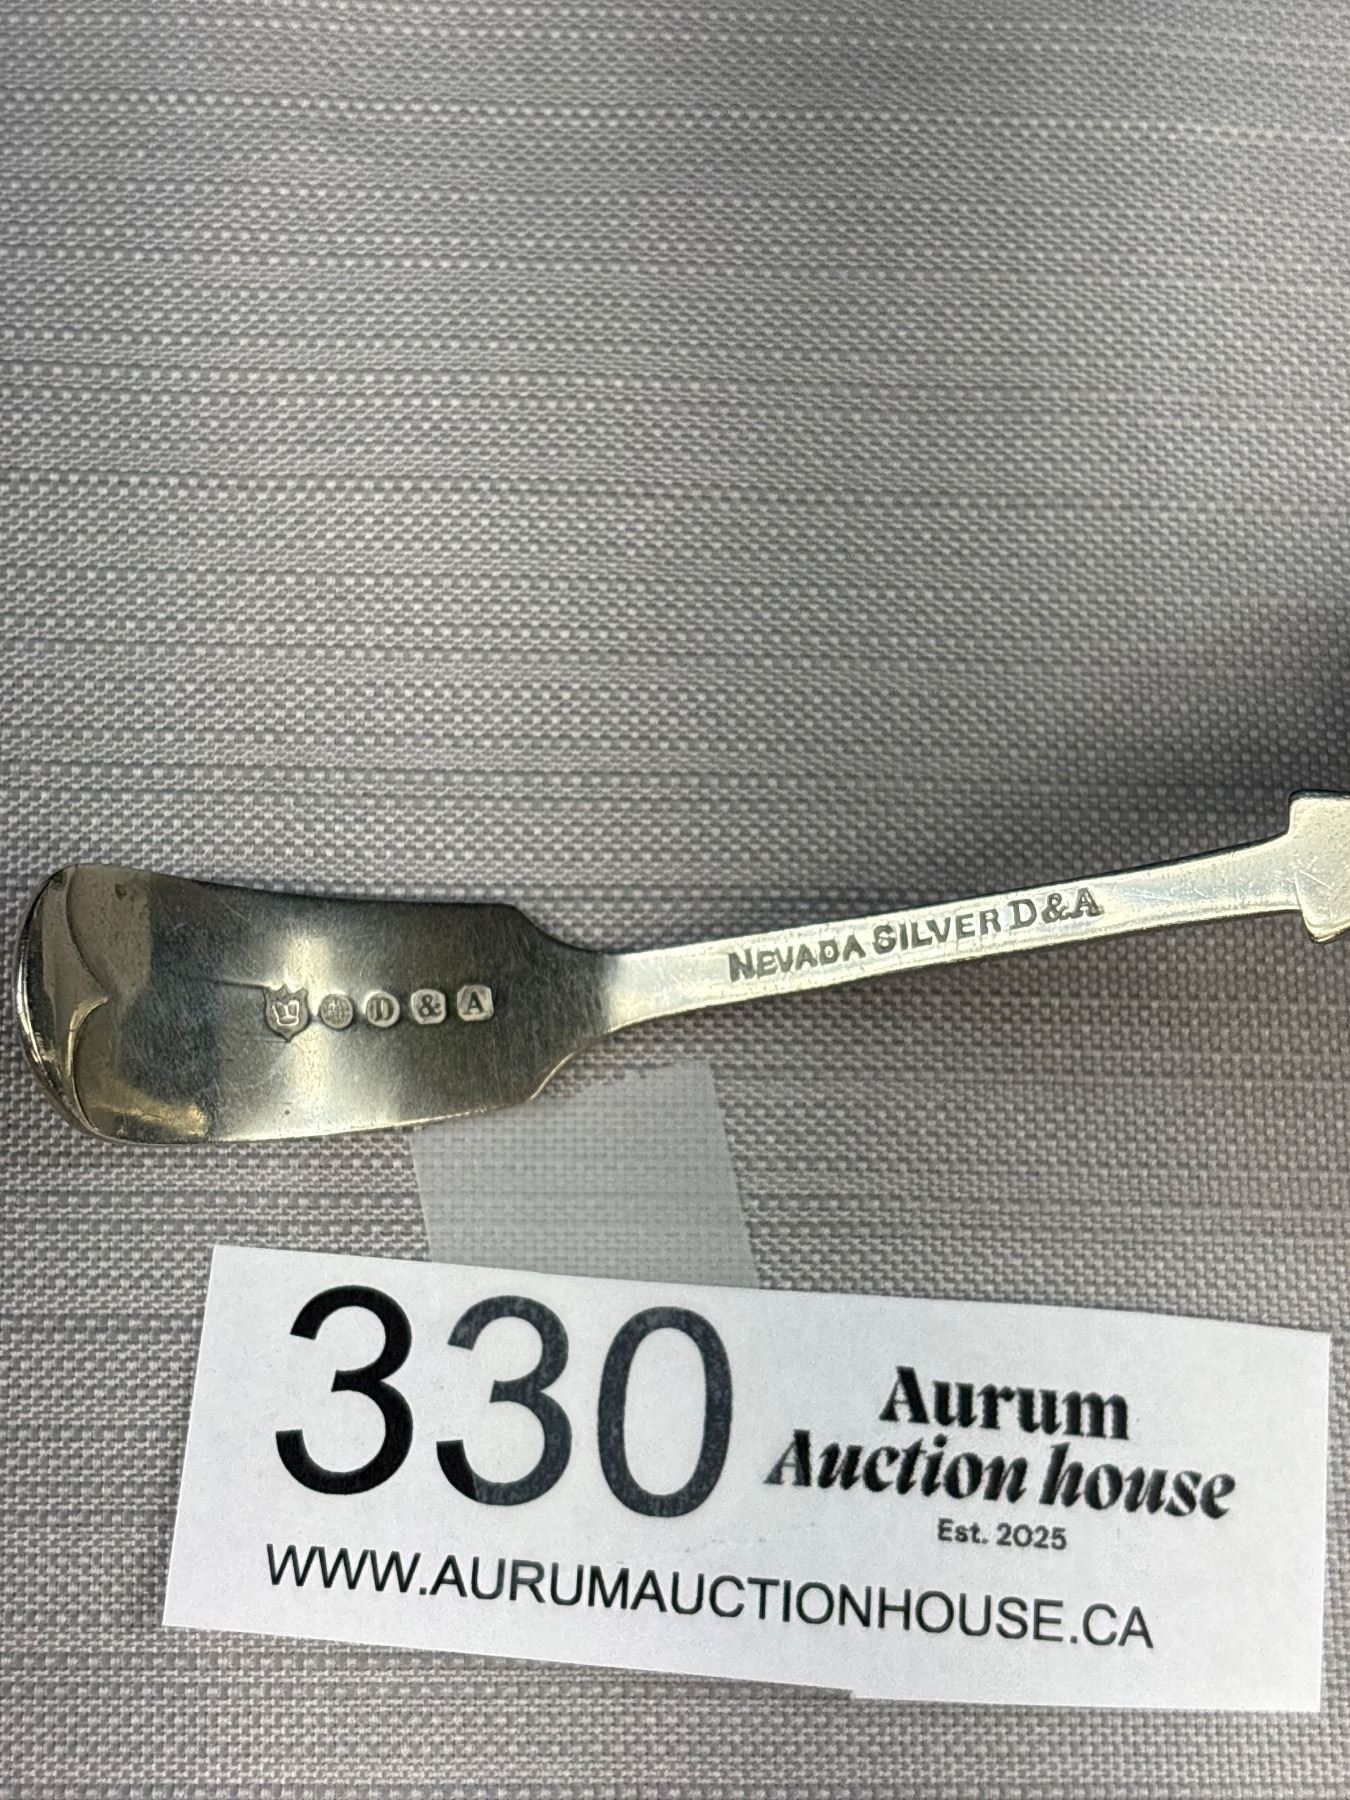 NEVADA SILVER D&A
D & A
330
Aurum
Auction house
Est. 2025
WWW.AURUMAUCTIONHOUSE.CA